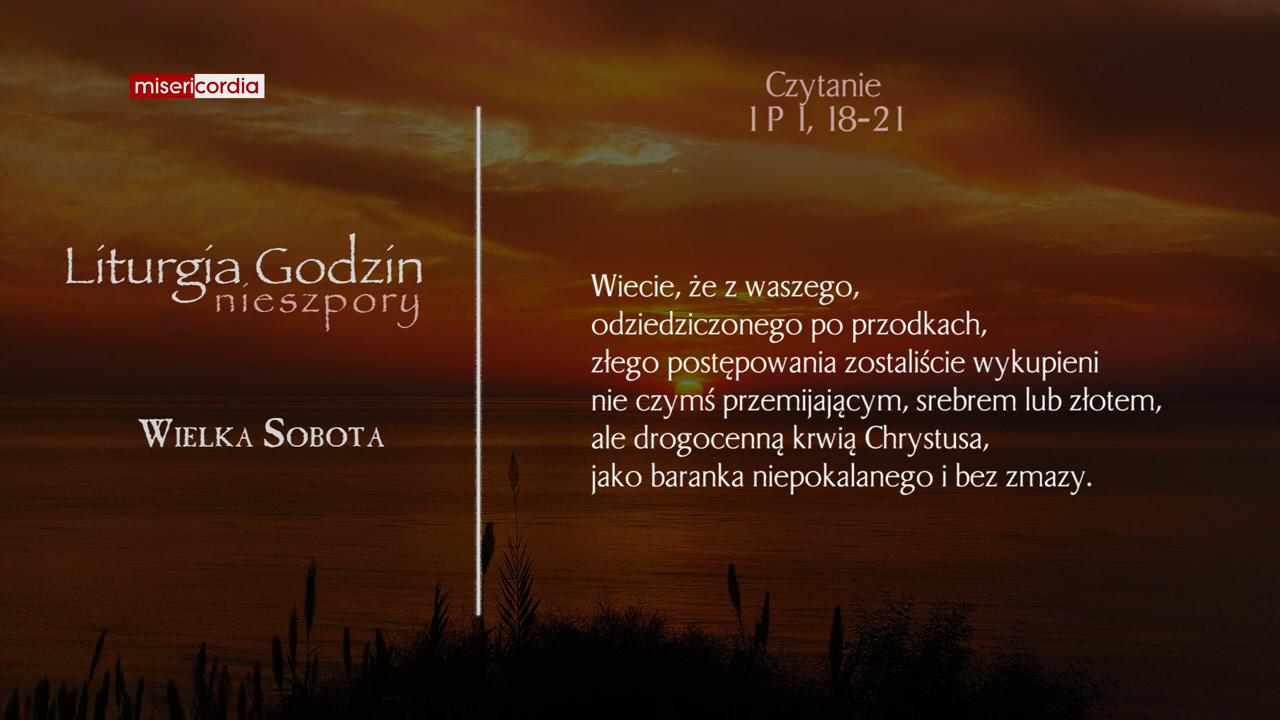 misericordia
Liturgia Godzin
nieszpory
Wielka Sobota
Czytanie
1 P 1, 18-21
Wiecie, że z waszego,
odziedziczonego po przodkach,
złego postępowania zostaliście wykupieni
nie czymś przemijającym, srebrem lub złotem,
ale drogocenną krwią Chrystusa,
jako baranka niepokalanego i bez zmazy.